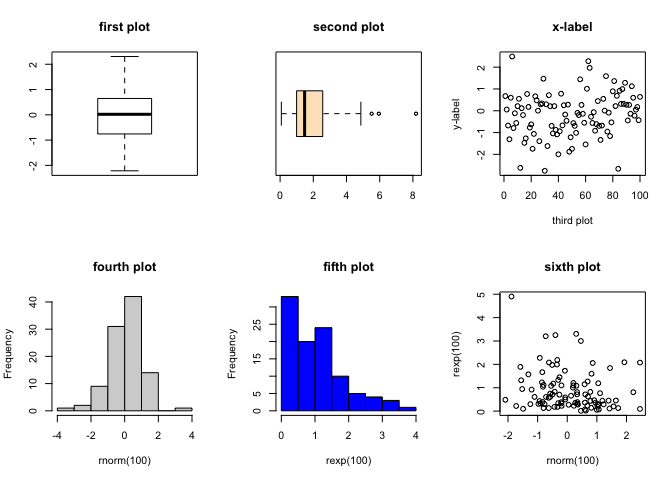 first plot
2
1
0
-1
-2
second plot
0 2 4 6 8
x-label
y-label
2
1
0
-1
-2
0 20 40 60 80 100
third plot
fourth plot
Frequency
40
30
20
10
0
-4 -2 0 2 4
rnorm(100)
fifth plot
Frequency
25
15
5
0
0 1 2 3 4
rexp(100)
sixth plot
rexp(100)
5
4
3
2
1
0
-2 -1 0 1 2
rnorm(100)